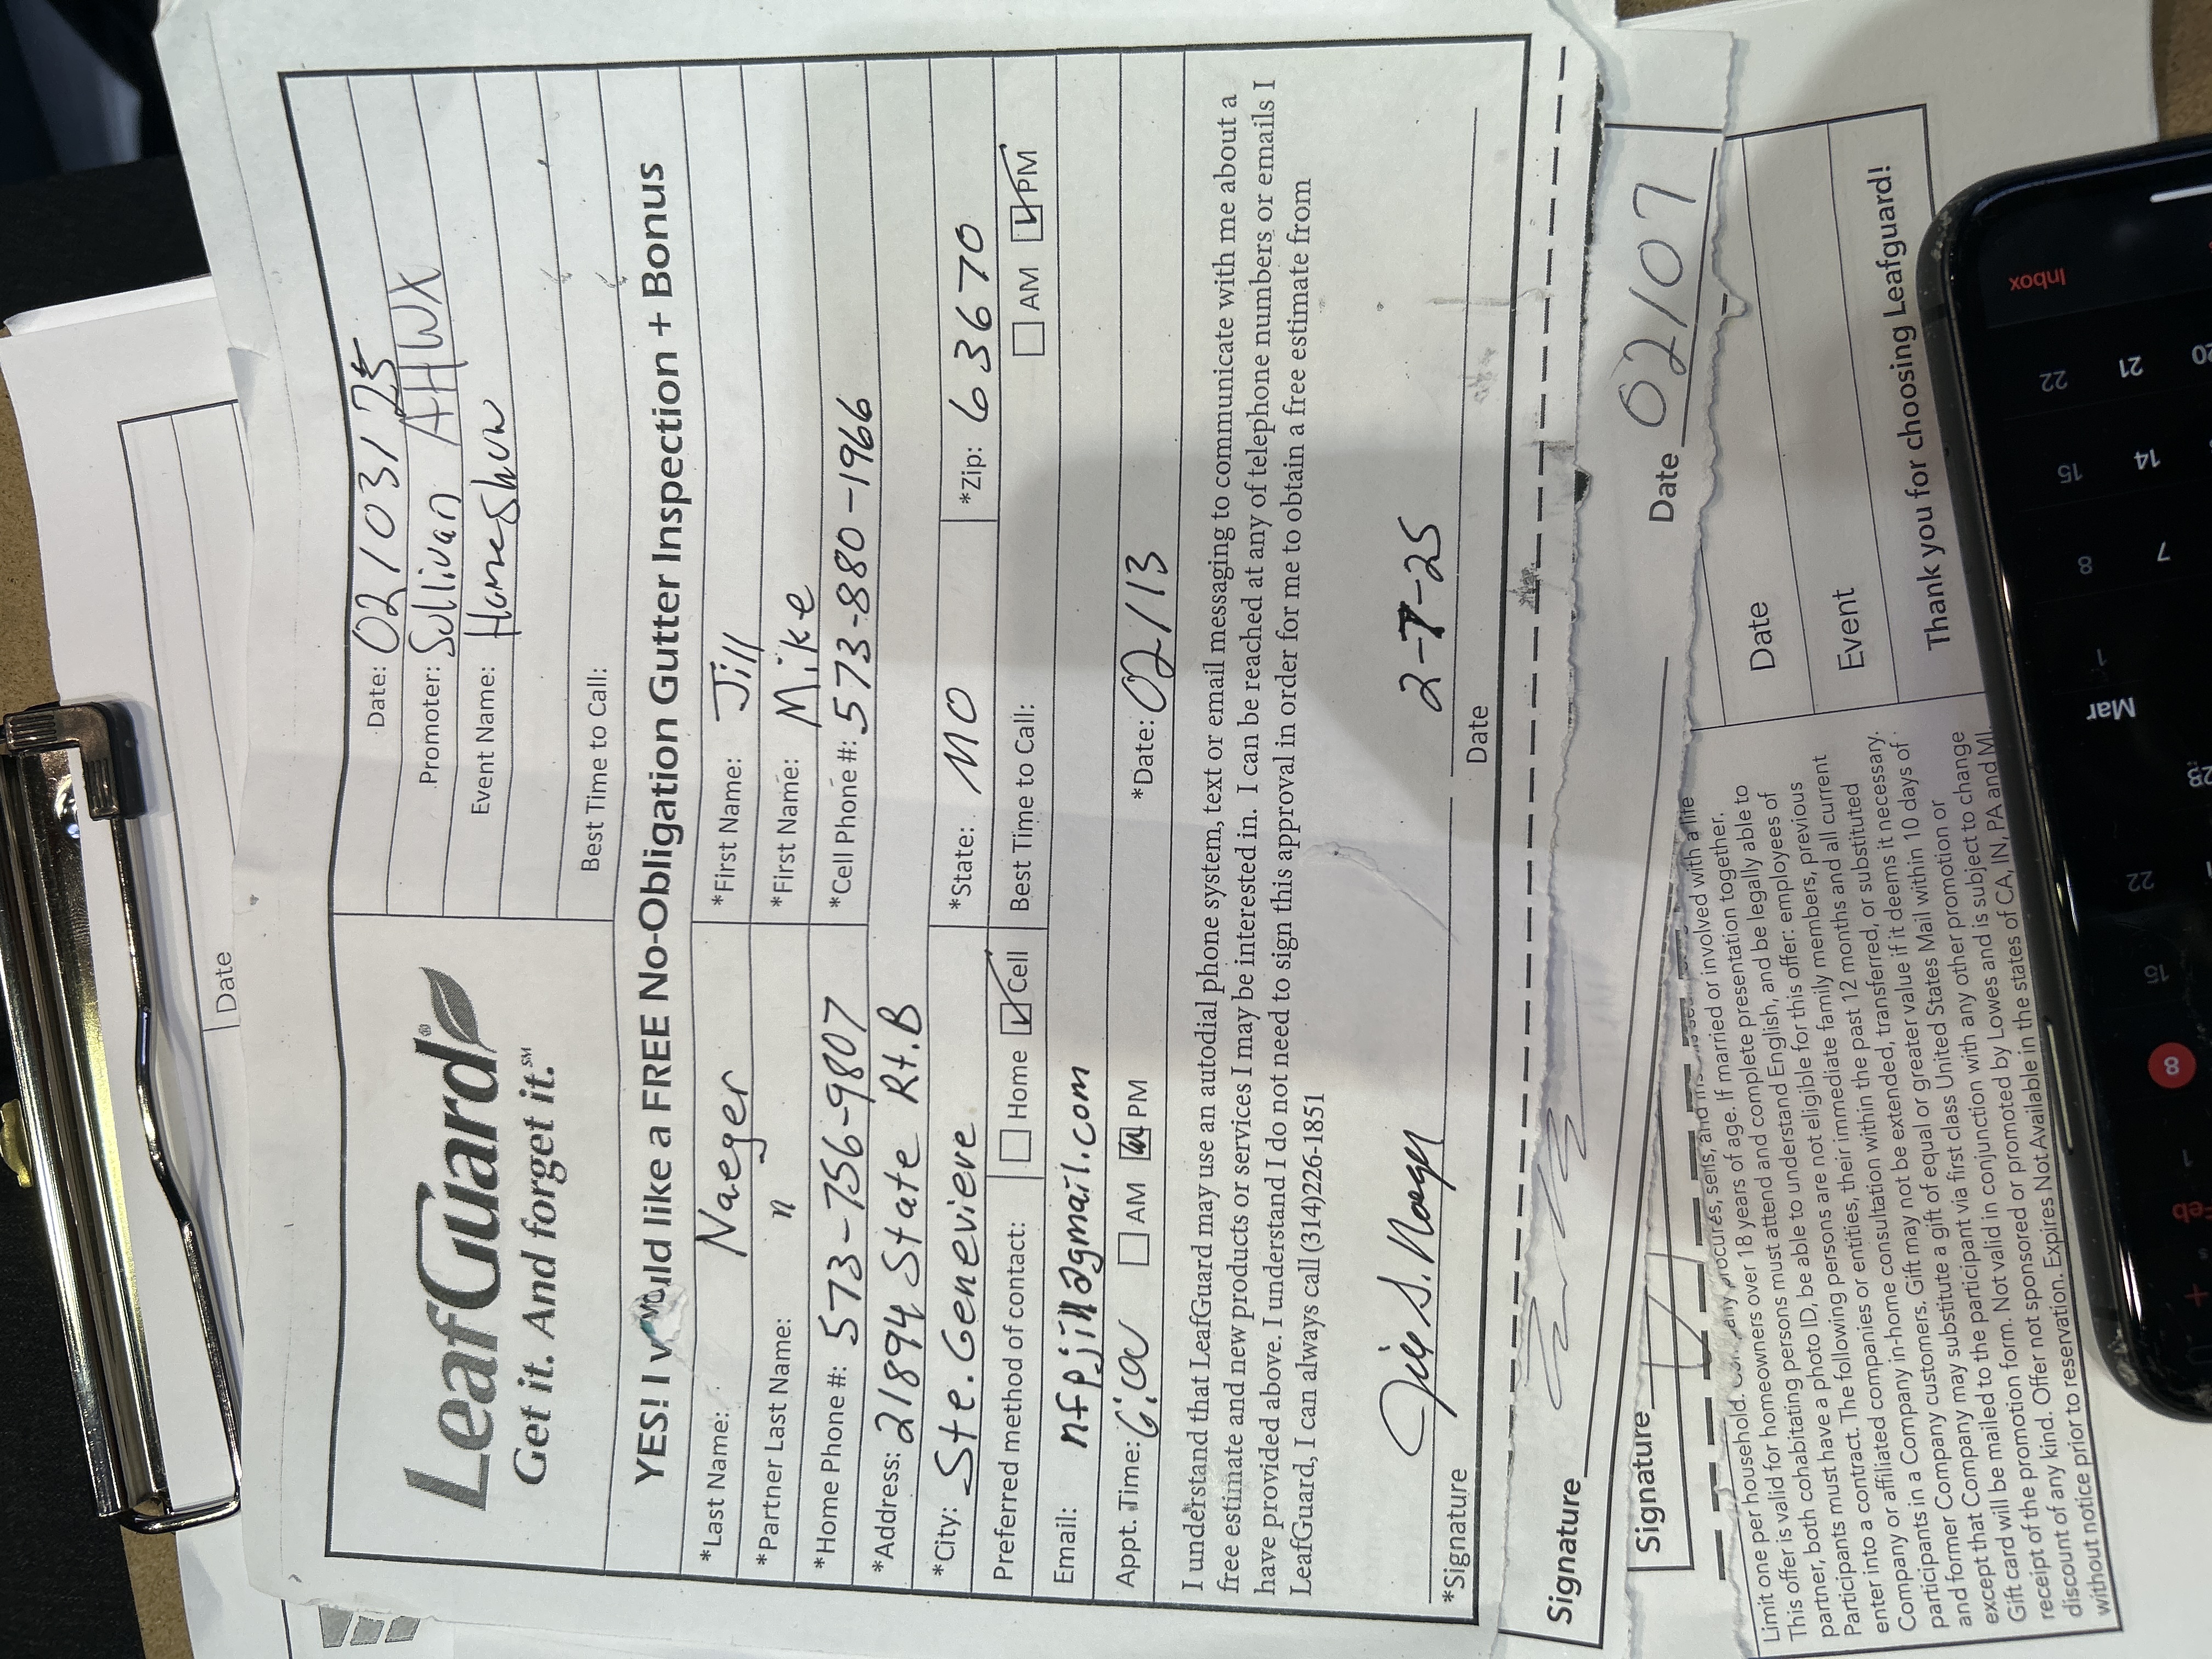 Date
LeafGuard®
Get it. And forget it.℠
Date: 02/03/25
Promoter: Sullivan AHWX
Event Name: Homeshow
Best Time to Call:
YES! I would like a FREE No-Obligation Gutter Inspection + Bonus
*Last Name: Naeger *First Name: Jill
*Partner Last Name: n *First Name: Mike
*Home Phone #: 573-756-9807 *Cell Phone #: 573-880-1966
*Address: 21894 State Rt. B
*City: Ste. Genevieve *State: MO *Zip: 63670
Preferred method of contact: Home Cell Best Time to Call: AM PM
Email: nfpjill@gmail.com
Appt. Time: 6:00 AM PM *Date: 02/13
I understand that LeafGuard may use an autodial phone system, text or email messaging to communicate with me about a
free estimate and new products or services I may be interested in. I can be reached at any of telephone numbers or emails I
have provided above. I understand I do not need to sign this approval in order for me to obtain a free estimate from
LeafGuard, I can always call (314)226-1851
Jill S. Naeger 2-7-25
*Signature Date
Signature
Signature Date 02/07
Limit one per household. Company procures, sells, and
This offer is valid for homeowners over 18 years of age. If married or involved with a life
partner, both cohabitating persons must attend and complete presentation together.
Participants must have a photo ID, be able to understand English, and be legally able to
enter into a contract. The following persons are not eligible for this offer: employees of
Company or affiliated companies or entities, their immediate family members, previous
participants in a Company in-home consultation within the past 12 months and all current
and former Company customers. Gift may not be extended, transferred, or substituted
except that Company may substitute a gift of equal or greater value if it deems it necessary.
Gift card will be mailed to the participant via first class United States Mail within 10 days of
receipt of the promotion form. Not valid in conjunction with any other promotion or
discount of any kind. Offer not sponsored or promoted by Lowes and is subject to change
without notice prior to reservation. Expires Not Available in the states of CA, IN, PA and MI.
Date
Event
Thank you for choosing Leafguard!
Feb
1
8
15
22
28
Mar
1
7
8
14
15
20
21
22
Inbox